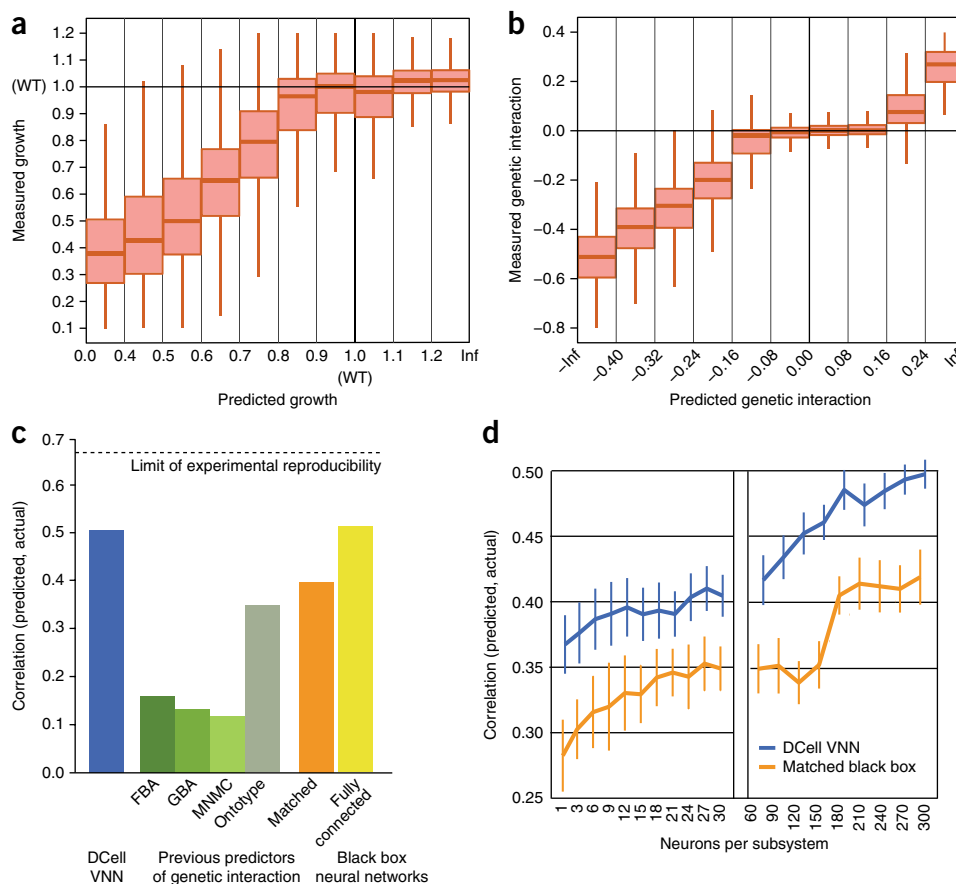 a
1.2
1.1
(WT) 1.0
0.9
0.8
0.7
0.6
0.5
0.4
0.3
0.2
0.1
Measured growth
0.0 0.4 0.5 0.6 0.7 0.8 0.9 1.0 1.1 1.2 Inf
(WT)
Predicted growth
b
0.4
0.2
0.0
−0.2
−0.4
−0.6
−0.8
Measured genetic interaction
−Inf −0.40 −0.32 −0.24 −0.16 −0.08 0.00 0.08 0.16 0.24 Inf
Predicted genetic interaction
c
0.7
0.6
0.5
0.4
0.3
0.2
0.1
0.0
Correlation (predicted, actual)
Limit of experimental reproducibility
FBA GBA MNMC Ontotype Matched Fully connected
DCell VNN
Previous predictors of genetic interaction
Black box neural networks
d
0.50
0.45
0.40
0.35
0.30
0.25
Correlation (predicted, actual)
DCell VNN
Matched black box
1 3 6 9 12 15 18 21 24 27 30 60 90 120 150 180 210 240 270 300
Neurons per subsystem